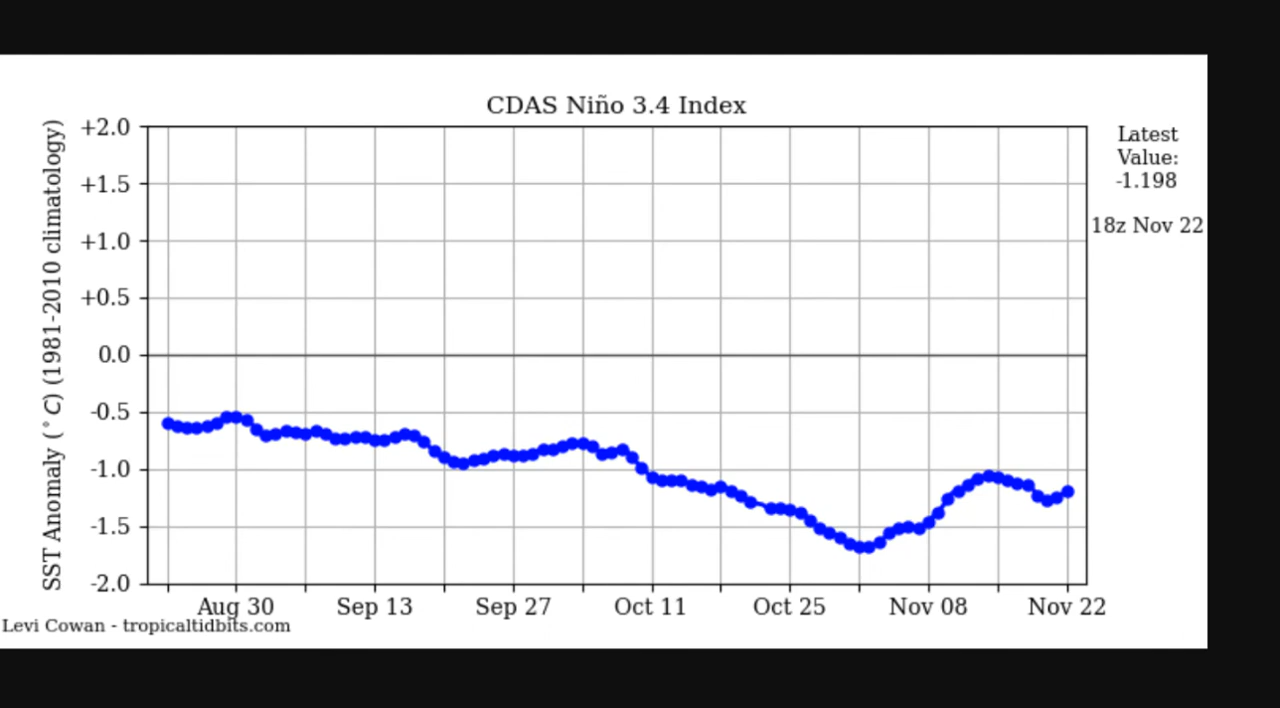 CDAS Niño 3.4 Index
SST Anomaly (°C) (1981-2010 climatology)
+2.0
+1.5
+1.0
+0.5
0.0
-0.5
-1.0
-1.5
-2.0
Latest
Value:
-1.198
18z Nov 22
Aug 30 Sep 13 Sep 27 Oct 11 Oct 25 Nov 08 Nov 22
Levi Cowan - tropicaltidbits.com